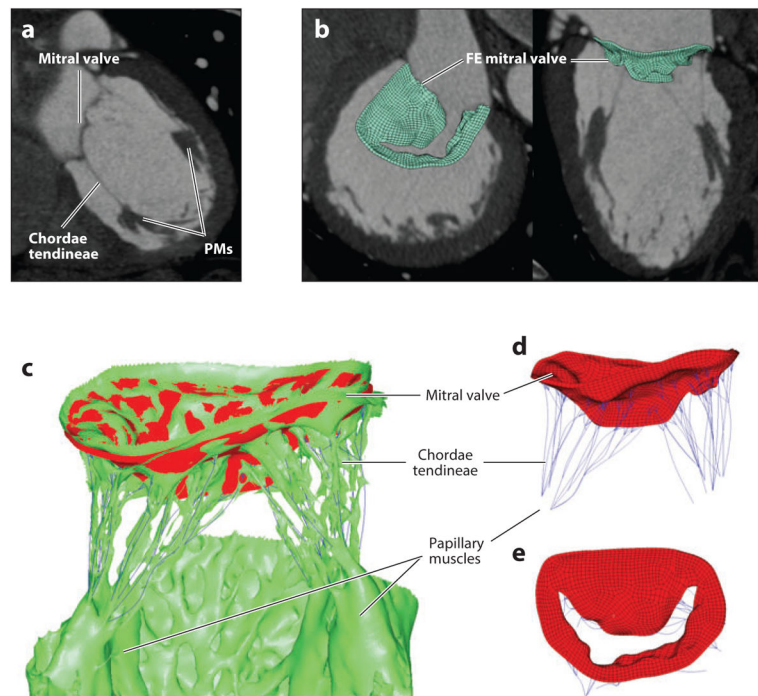 a
Mitral valve
Chordae
tendineae
PMs
b
FE mitral valve
c
Mitral valve
Chordae
tendineae
Papillary
muscles
d
e